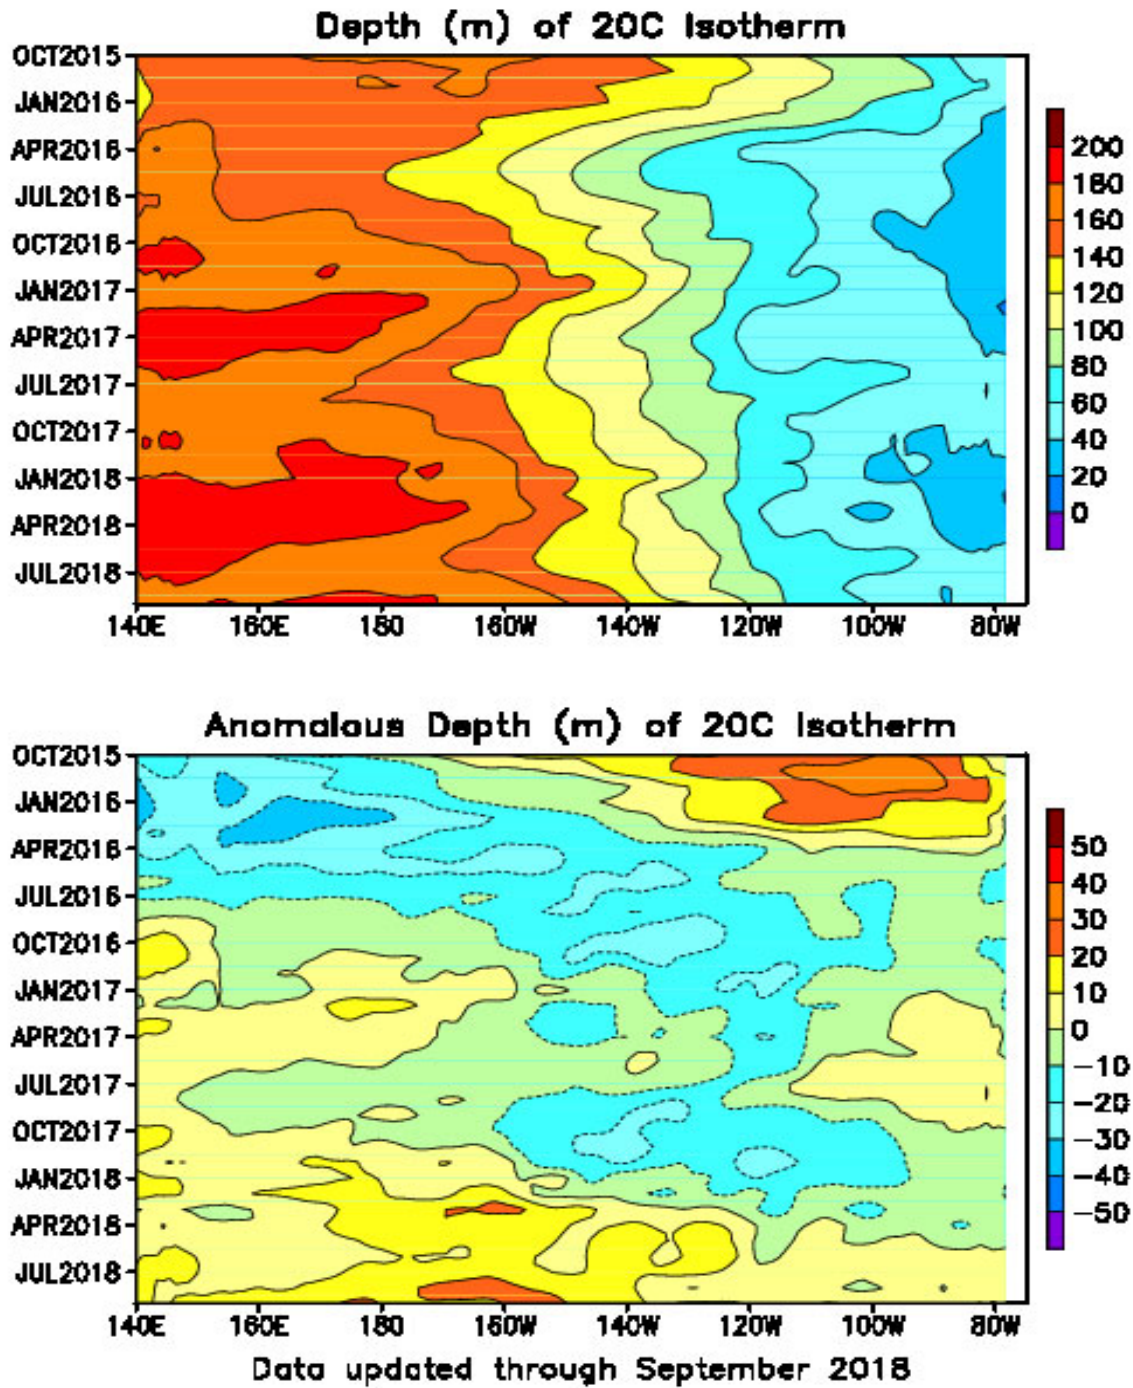 Depth (m) of 20C Isotherm
OCT2015
JAN2016
APR2016
JUL2016
OCT2016
JAN2017
APR2017
JUL2017
OCT2017
JAN2018
APR2018
JUL2018
140E 160E 180 160W 140W 120W 100W 80W
200
180
160
140
120
100
80
60
40
20
0
Anomalous Depth (m) of 20C Isotherm
OCT2015
JAN2016
APR2016
JUL2016
OCT2016
JAN2017
APR2017
JUL2017
OCT2017
JAN2018
APR2018
JUL2018
140E 160E 180 160W 140W 120W 100W 80W
50
40
30
20
10
0
-10
-20
-30
-40
-50
Data updated through September 2018